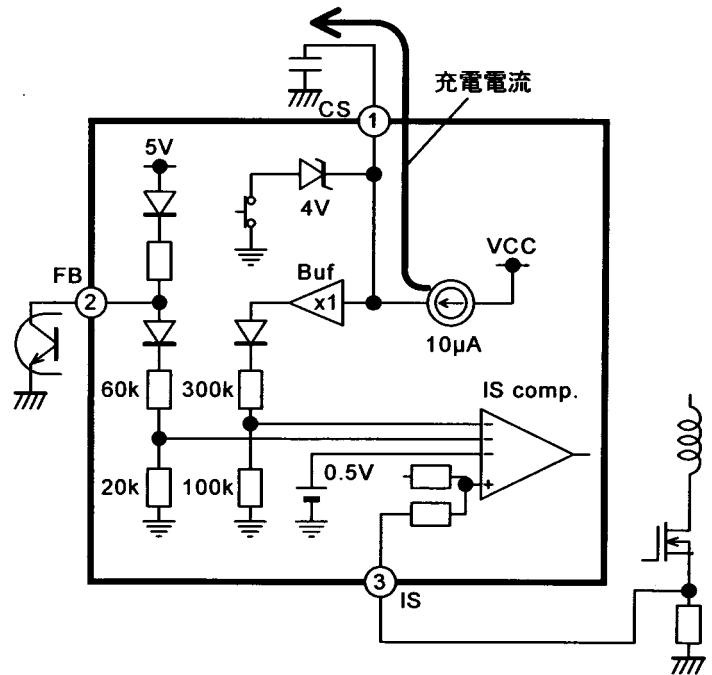 充電電流
CS
1
5V
4V
VCC
FB
Buf
2
x1
10µA
60k
300k
IS comp.
20k
100k
0.5V
3
IS